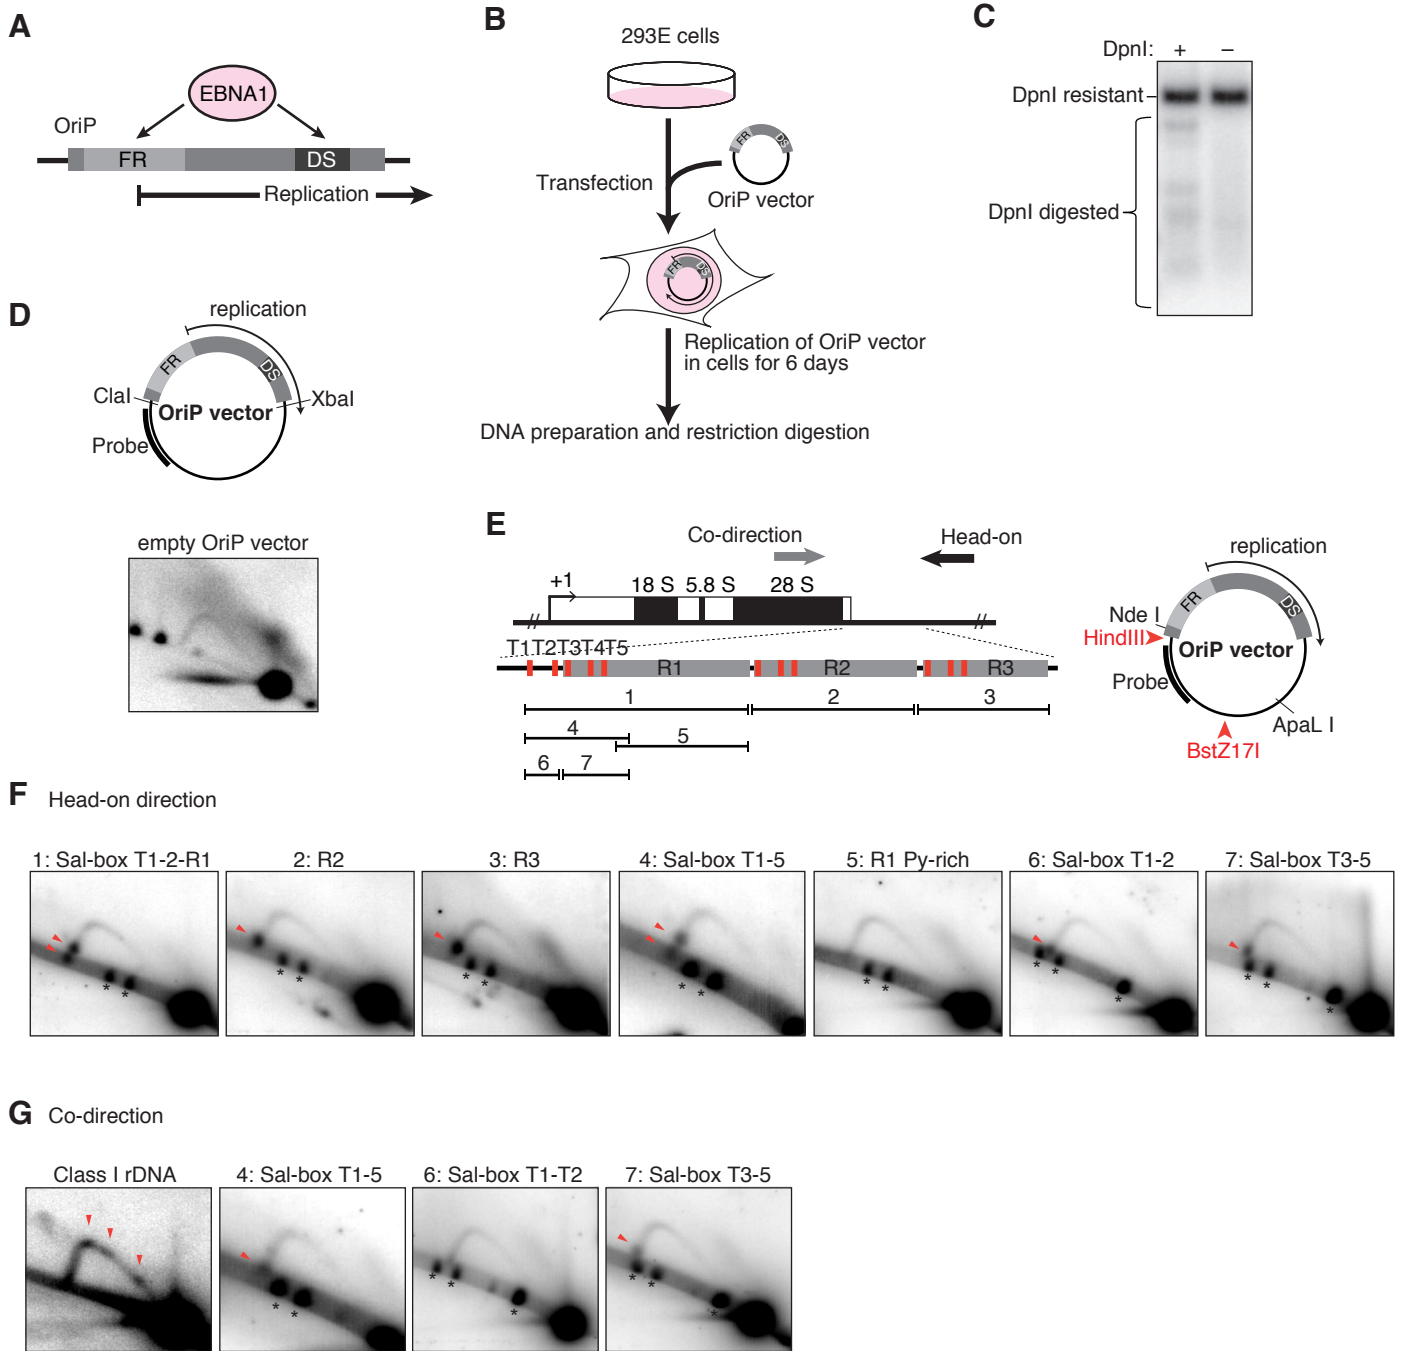 A
EBNA1
OriP
FR
DS
Replication
B
293E cells
FR
DS
Transfection
OriP vector
FR
DS
Replication of OriP vector
in cells for 6 days
DNA preparation and restriction digestion
C
DpnI: + –
DpnI resistant
DpnI digested
D
replication
FR
DS
ClaI
XbaI
OriP vector
Probe
empty OriP vector
E
Co-direction
Head-on
+1
18 S 5.8 S 28 S
// //
T1T2T3T4T5
R1 R2 R3
1 2 3
4
5
6 7
replication
FR
DS
Nde I
HindIII
OriP vector
Probe
ApaL I
BstZ17I
F Head-on direction
1: Sal-box T1-2-R1
* *
2: R2
* *
3: R3
* *
4: Sal-box T1-5
* *
5: R1 Py-rich
* *
6: Sal-box T1-2
* * *
7: Sal-box T3-5
* * *
G Co-direction
Class I rDNA
4: Sal-box T1-5
* *
6: Sal-box T1-T2
* * *
7: Sal-box T3-5
* * *